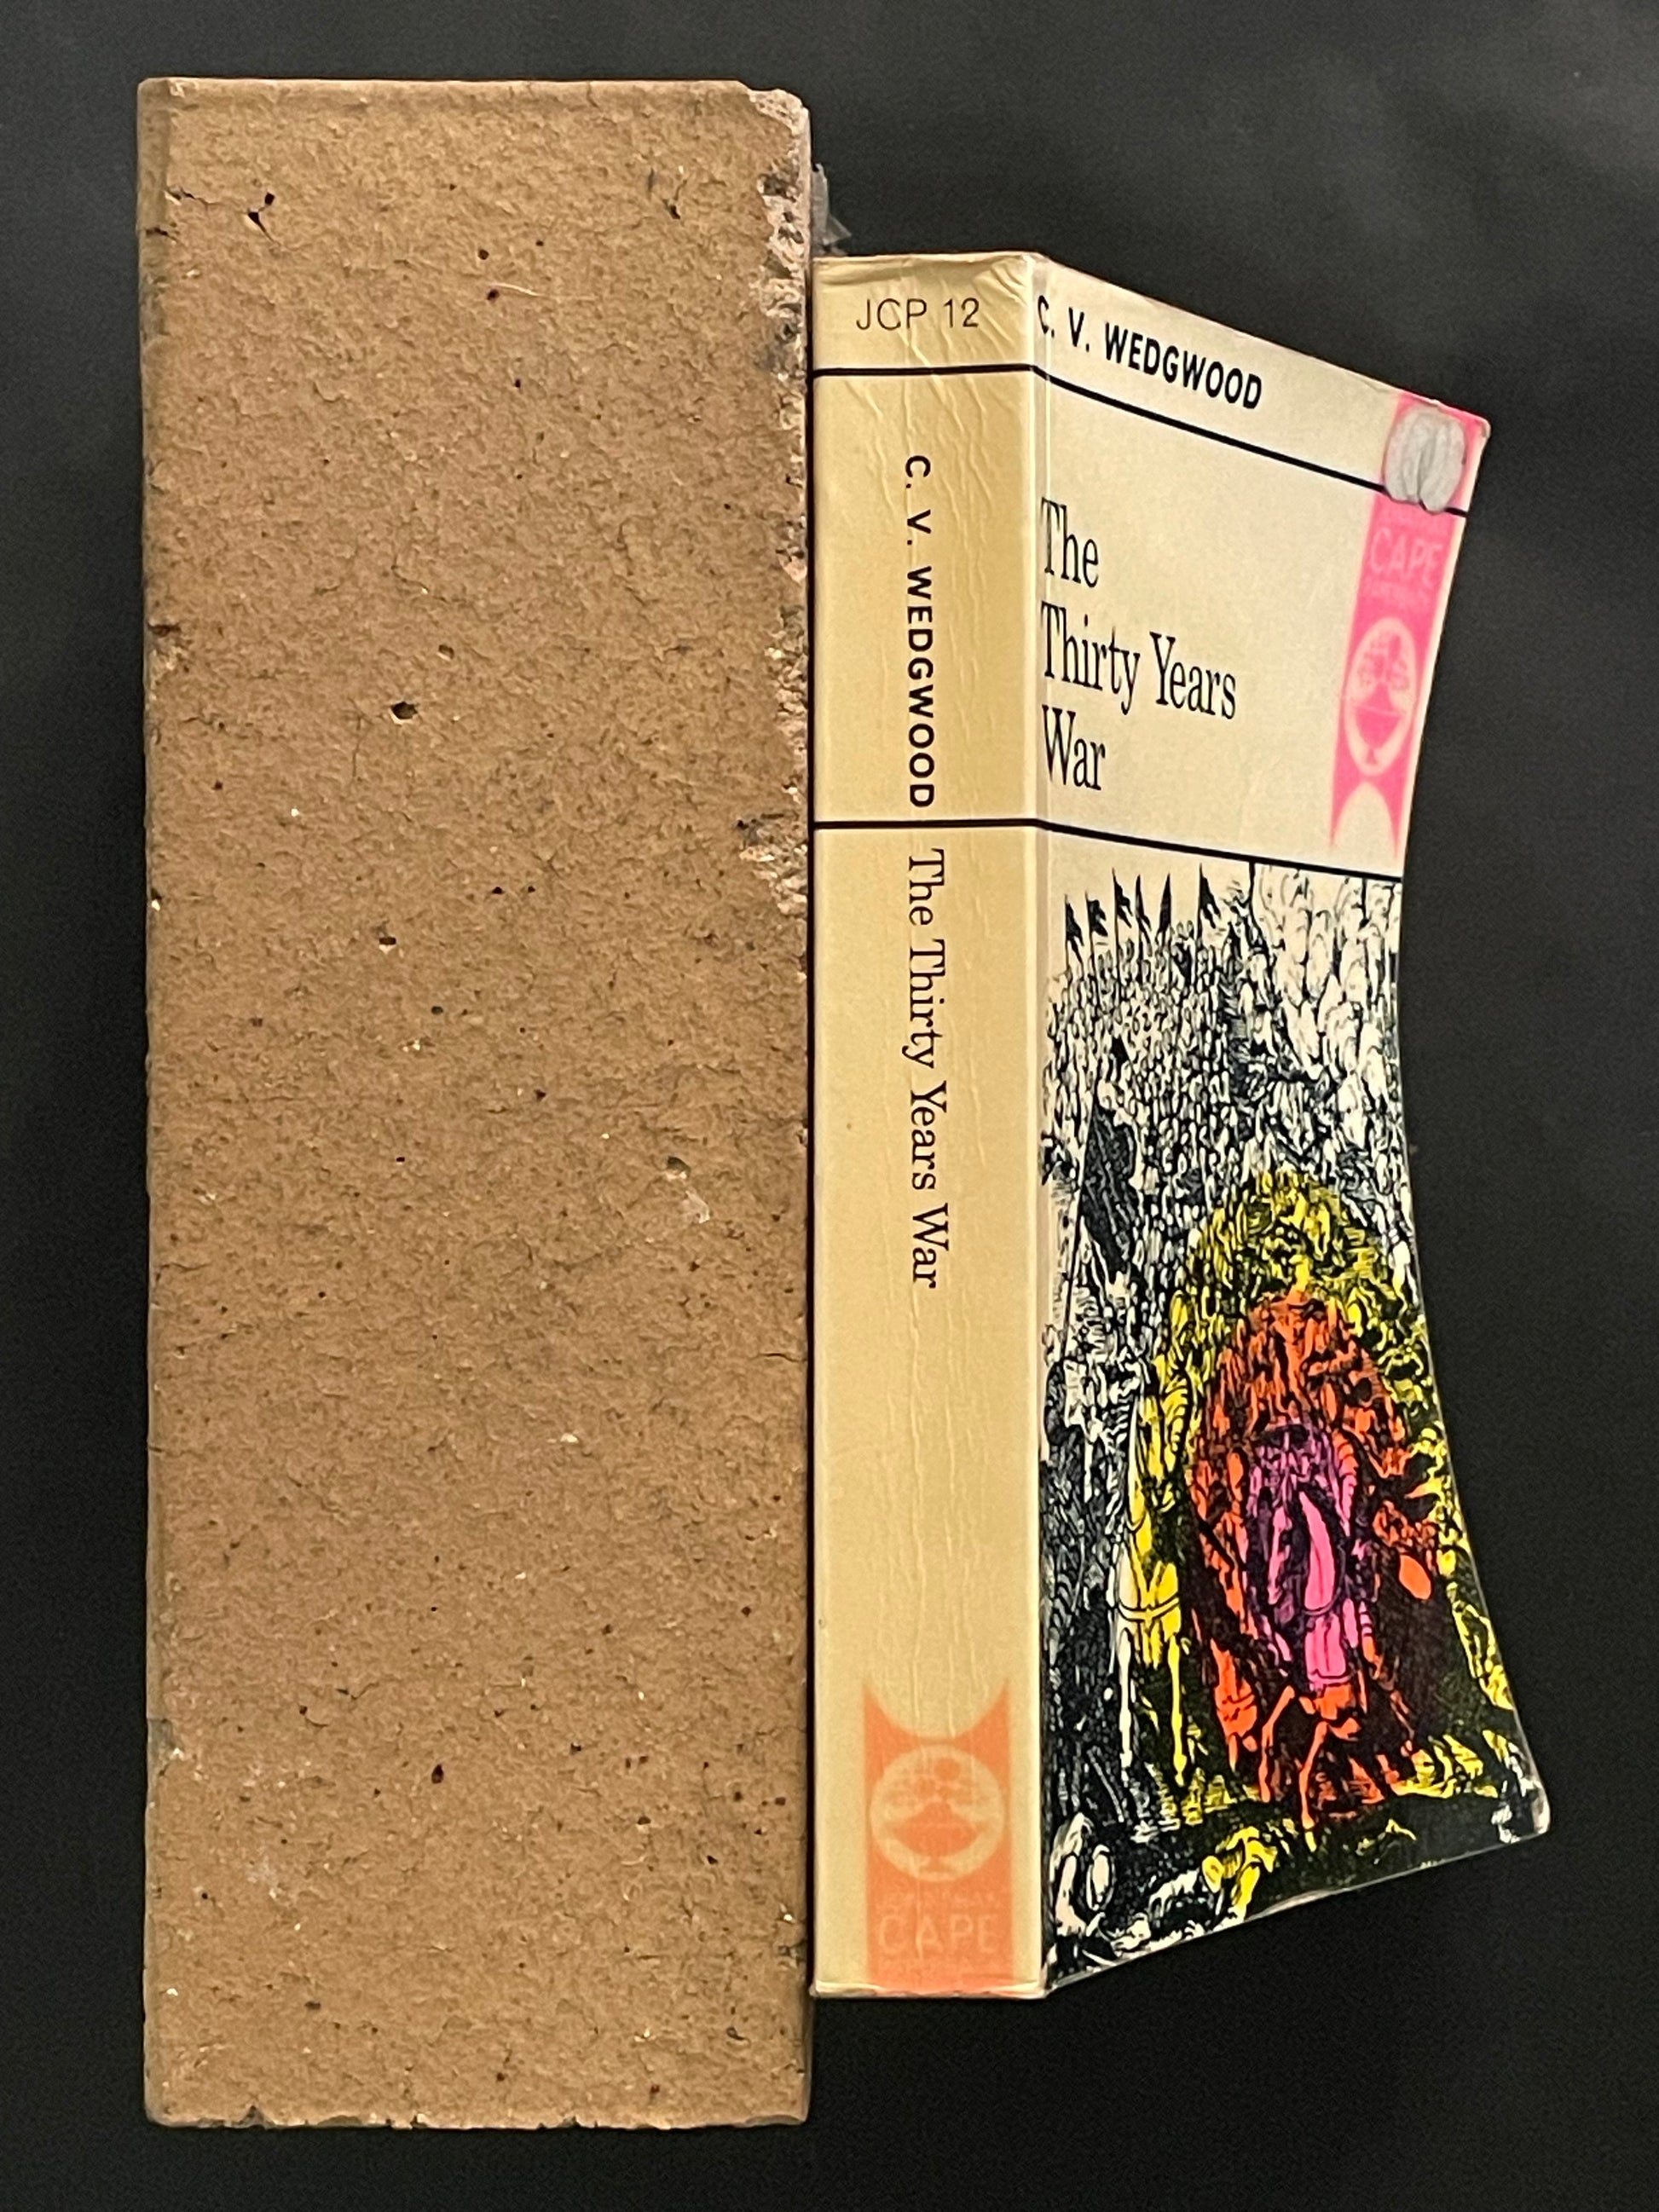 JCP 12
C. V. WEDGWOOD The Thirty Years War
CAPE
C. V. WEDGWOOD
The
Thirty Years
War
CAPE